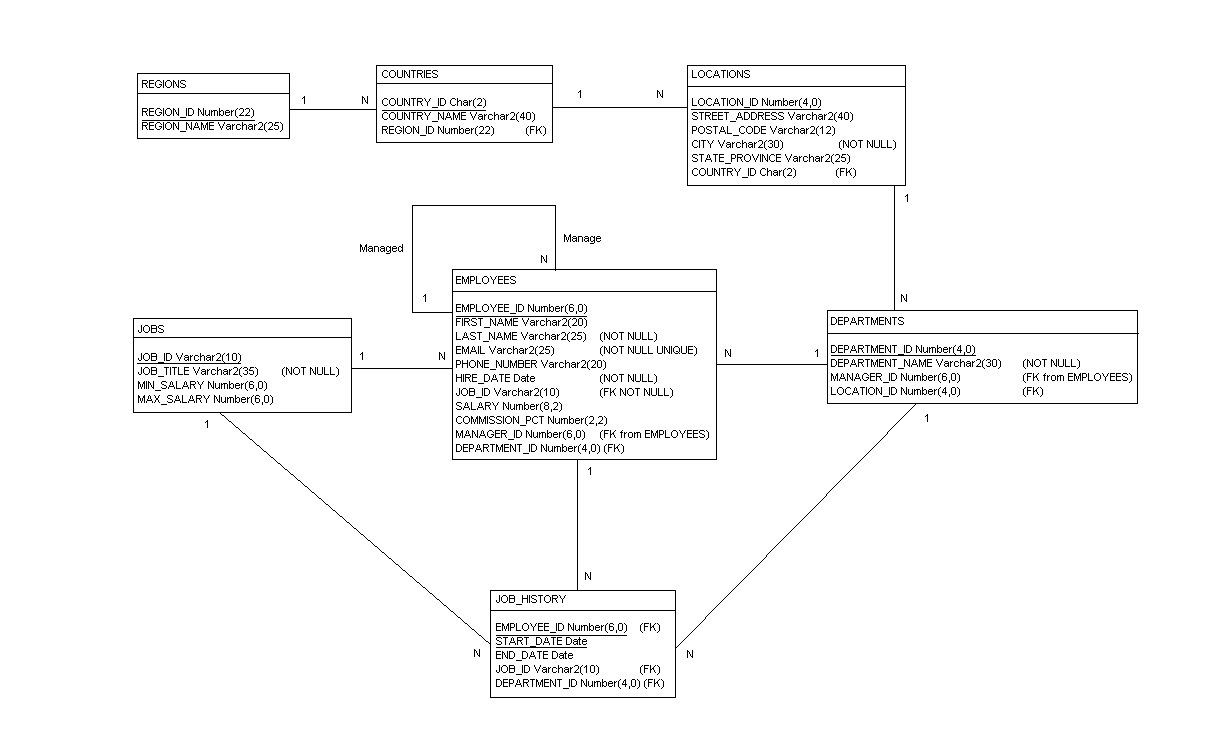 REGIONS
REGION_ID Number(22)
REGION_NAME Varchar2(25)
1
N
COUNTRIES
COUNTRY_ID Char(2)
COUNTRY_NAME Varchar2(40)
REGION_ID Number(22) (FK)
1
N
LOCATIONS
LOCATION_ID Number(4,0)
STREET_ADDRESS Varchar2(40)
POSTAL_CODE Varchar2(12)
CITY Varchar2(30) (NOT NULL)
STATE_PROVINCE Varchar2(25)
COUNTRY_ID Char(2) (FK)
1
N
Managed
Manage
N
1
EMPLOYEES
EMPLOYEE_ID Number(6,0)
FIRST_NAME Varchar2(20)
LAST_NAME Varchar2(25) (NOT NULL)
EMAIL Varchar2(25) (NOT NULL UNIQUE)
PHONE_NUMBER Varchar2(20)
HIRE_DATE Date (NOT NULL)
JOB_ID Varchar2(10) (FK NOT NULL)
SALARY Number(8,2)
COMMISSION_PCT Number(2,2)
MANAGER_ID Number(6,0) (FK from EMPLOYEES)
DEPARTMENT_ID Number(4,0) (FK)
JOBS
JOB_ID Varchar2(10)
JOB_TITLE Varchar2(35) (NOT NULL)
MIN_SALARY Number(6,0)
MAX_SALARY Number(6,0)
1
N
N
1
DEPARTMENTS
DEPARTMENT_ID Number(4,0)
DEPARTMENT_NAME Varchar2(30) (NOT NULL)
MANAGER_ID Number(6,0) (FK from EMPLOYEES)
LOCATION_ID Number(4,0) (FK)
1
1
1
N
JOB_HISTORY
EMPLOYEE_ID Number(6,0) (FK)
START_DATE Date
END_DATE Date
JOB_ID Varchar2(10) (FK)
DEPARTMENT_ID Number(4,0) (FK)
N
N